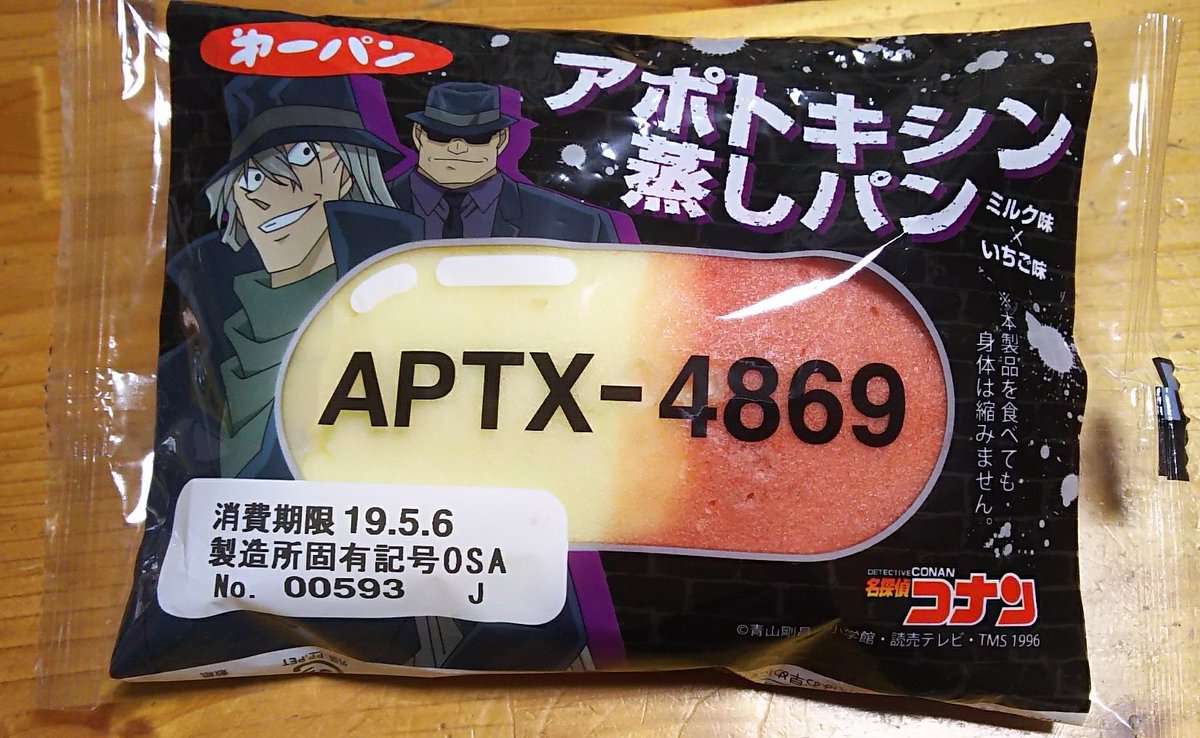 第一パン
アポトキシン
蒸しパン
ミルク味
×
いちご味
※本製品を食べても
身体は縮みません。
APTX-4869
消費期限 19.5.6
製造所固有記号OSA
No. 00593 J
DETECTIVE CONAN
名探偵
コナン
©青山剛昌 小学館・読売テレビ・TMS 1996